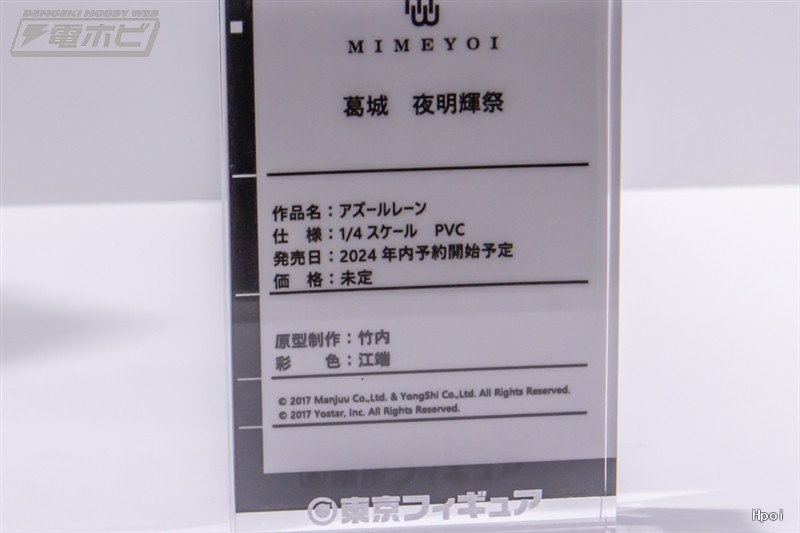 DENGEKI HOBBY WEB
電ホビ
MIMEYOI
葛城　夜明輝祭
作品名：アズールレーン
仕　様：1/4 スケール　PVC
発売日：2024 年内予約開始予定
価　格：未定
原型制作：竹内
彩　　色：江端
© 2017 Manjuu Co.,Ltd. & YongShi Co.,Ltd. All Rights Reserved.
© 2017 Yostar, Inc. All Rights Reserved.
東京フィギュア
Hpoi